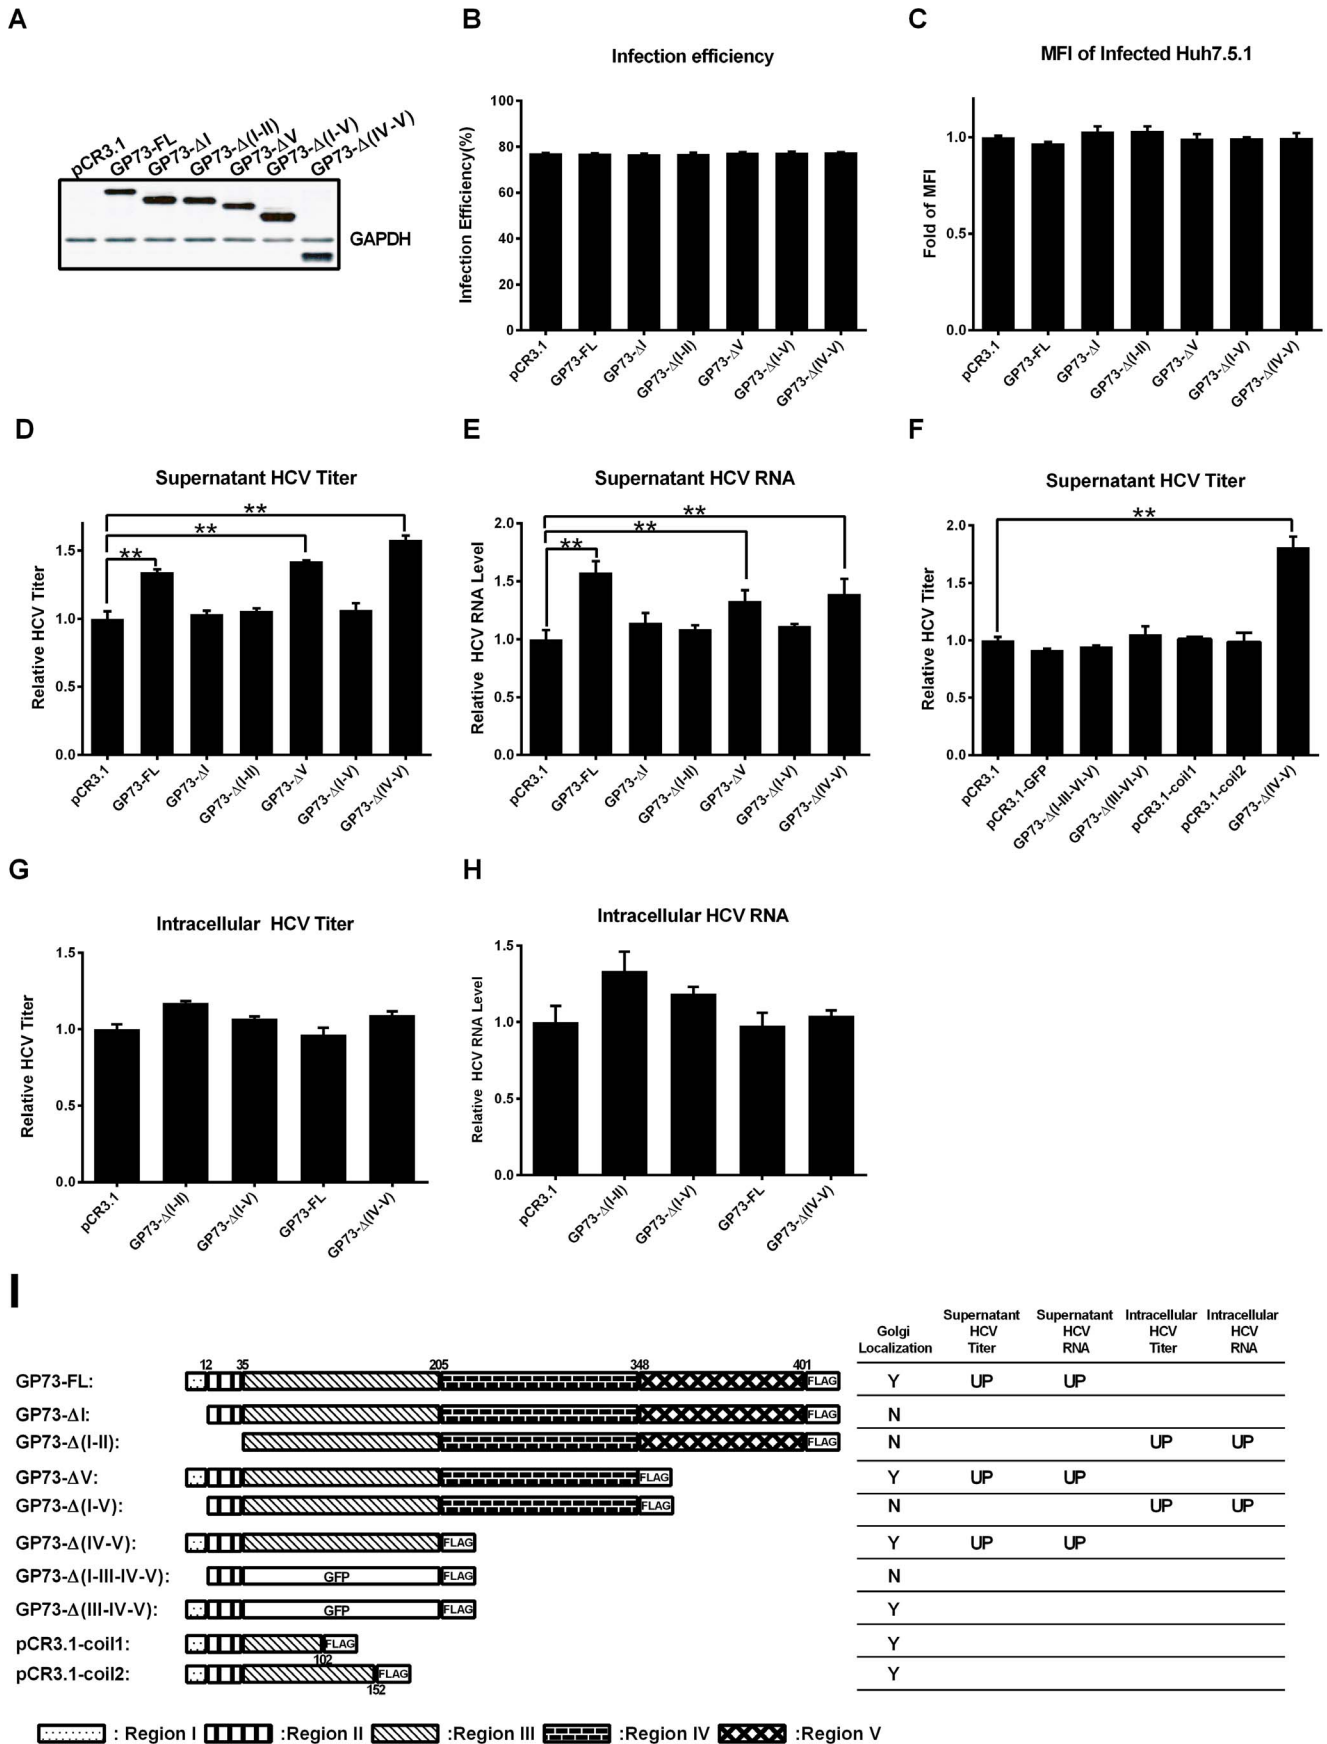 A
pCR3.1
GP73-FL
GP73-ΔI
GP73-Δ(I-II)
GP73-ΔV
GP73-Δ(I-V)
GP73-Δ(IV-V)
GAPDH
B
Infection efficiency
Infection Efficiency(%)
100
80
60
40
20
0
pCR3.1
GP73-FL
GP73-ΔI
GP73-Δ(I-II)
GP73-ΔV
GP73-Δ(I-V)
GP73-Δ(IV-V)
C
MFI of Infected Huh7.5.1
Fold of MFI
1.0
0.5
0.0
pCR3.1
GP73-FL
GP73-ΔI
GP73-Δ(I-II)
GP73-ΔV
GP73-Δ(I-V)
GP73-Δ(IV-V)
D
Supernatant HCV Titer
Relative HCV Titer
**
**
**
1.5
1.0
0.5
0.0
pCR3.1
GP73-FL
GP73-ΔI
GP73-Δ(I-II)
GP73-ΔV
GP73-Δ(I-V)
GP73-Δ(IV-V)
E
Supernatant HCV RNA
Relative HCV RNA Level
**
**
**
2.0
1.5
1.0
0.5
0.0
pCR3.1
GP73-FL
GP73-ΔI
GP73-Δ(I-II)
GP73-ΔV
GP73-Δ(I-V)
GP73-Δ(IV-V)
F
Supernatant HCV Titer
Relative HCV Titer
**
2.0
1.5
1.0
0.5
0.0
pCR3.1
pCR3.1-GFP
GP73-Δ(I-III-VI-V)
GP73-Δ(III-VI-V)
pCR3.1-coil1
pCR3.1-coil2
GP73-Δ(IV-V)
G
Intracellular HCV Titer
Relative HCV Titer
1.5
1.0
0.5
0.0
pCR3.1
GP73-Δ(I-II)
GP73-Δ(I-V)
GP73-FL
GP73-Δ(IV-V)
H
Intracellular HCV RNA
Relative HCV RNA Level
1.5
1.0
0.5
0.0
pCR3.1
GP73-Δ(I-II)
GP73-Δ(I-V)
GP73-FL
GP73-Δ(IV-V)
I
Golgi Localization
Supernatant HCV Titer
Supernatant HCV RNA
Intracellular HCV Titer
Intracellular HCV RNA
12 35 205 348 401
GP73-FL: FLAG Y UP UP
GP73-ΔI: FLAG N
GP73-Δ(I-II): FLAG N UP UP
GP73-ΔV: FLAG Y UP UP
GP73-Δ(I-V): FLAG N UP UP
GP73-Δ(IV-V): FLAG Y UP UP
GP73-Δ(I-III-IV-V): GFP FLAG N
GP73-Δ(III-IV-V): GFP FLAG Y
pCR3.1-coil1: FLAG Y
102
pCR3.1-coil2: FLAG Y
152
: Region I :Region II :Region III :Region IV :Region V